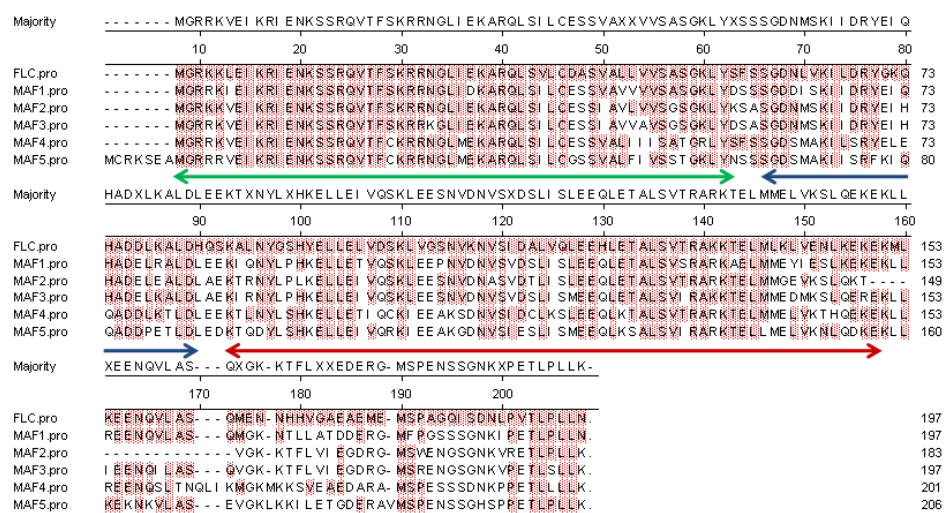 Majority - - - - - - - MGRRKVEIKRIENKSSRQVTFSKRRNGLIEKARQLSILCESSVAXXVVSASGKLYXSSSGDNMSKIIDRYEIQ
10 20 30 40 50 60 70 80
FLC.pro - - - - - - - MGRKKLEIKRIENKSSRQVTFSKRRNGLIEKARQLSVLCDASVALLVVSASGKLYSFSSGDNLVKILDRYGKQ 73
MAF1.pro - - - - - - - MGRRKIEIKRIENKSSRQVTFSKRRNGLIDKARQLSILCESSVAVVVVSASGKLYDSSSGDDISKIIDRYEIQ 73
MAF2.pro - - - - - - - MGRKKVEIKRIENKSSRQVTFSKRRNGLIEKARQLSILCESSIAVLVVSGSGKLYKSASGDNMSKIIDRYEIH 73
MAF3.pro - - - - - - - MGRRKVEIKRIENKSSRQVTFSKRRKGLIEKARQLSILCESSIAVVAVSGSGKLYDSASGDNMSKIIDRYEIH 73
MAF4.pro - - - - - - - MGRRKVEIKRIENKSSRQVTFCKRRNGLMEKARQLSILCESSVALIIISATGRLYSFSSGDSMAKILSRYELE 73
MAF5.pro MCRKSEAMGRRRVEIKRIENKSSRQVTFCKRRNGLMEKARQLSILCGSSVALFIVSSTGKLYNSSSGDSMAKIISRFKIQ 80
Majority HADXLKALDLEEKTXNYLXHKELLEIVQSKLEESNVDNVSXDSLISLEEQLETALSVTRARKTELMMELVKSLQEKEKLL
90 100 110 120 130 140 150 160
FLC.pro HADDLKALDHQSKALNYGSHYELLELVDSKLVGSNVKNVSIDALVQLEEHLETALSVTRAKKTELMLKLVENLKEKEKML 153
MAF1.pro HADELRALDLEEKIQNYLPHKELLETVQSKLEEPNVDNVSVDSLISLEEQLETALSVSRARKAELMMEYIESLKEKEKLL 153
MAF2.pro HADELEALDLAEKTRNYLPLKELLEIVQSKLEESNVDNASVDTLISLEEQLETALSVTRARKTELMMGEVKSLQKT- - - - 149
MAF3.pro HADELKALDLAEKIRNYLPHKELLEIVQSKLEESNVDNVSVDSLISMEEQLETALSVIRAKKTELMMEDMKSLQEREKLL 153
MAF4.pro QADDLKTLDLEEKTLNYLSHKELLETIQCKIEEAKSDNVSIDCLKSLEEQLKTALSVTRARKTELMMELVKTHQEKEKLL 153
MAF5.pro QADDPETLDLEDKTQDYLSHKELLEIVQRKIEEAKGDNVSIESLISMEEQLKSALSVIRARKTELLMELVKNLQDKEKLL 160
Majority XEENQVLAS- - - QXGK-KTFLXXEDERG-MSPENSSGNKXPETLPLLK-
170 180 190 200
FLC.pro KEENQVLAS- - - QMEN-NHHVGAEAEME-MSPAGQISDNLPVTLPLLN. 197
MAF1.pro REENQVLAS- - - QMGK-NTLLATDDERG-MFPGSSSGNKIPETLPLLN. 197
MAF2.pro - - - - - - - - - - - - VGK-KTFLVIEGDRG-MSWENGSGNKVRETLPLLK. 183
MAF3.pro IEENQILAS- - - QVGK-KTFLVIEGDRG-MSRENGSGNKVPETLSLLK. 197
MAF4.pro REENQSLTNQLIKMGKMKKSVEAEDARA-MSPESSSDNKPPETLLLLK. 201
MAF5.pro KEKNKVLAS- - - EVGKLKKILETGDERAVMSPENSSGHSPPETLPLLK. 206